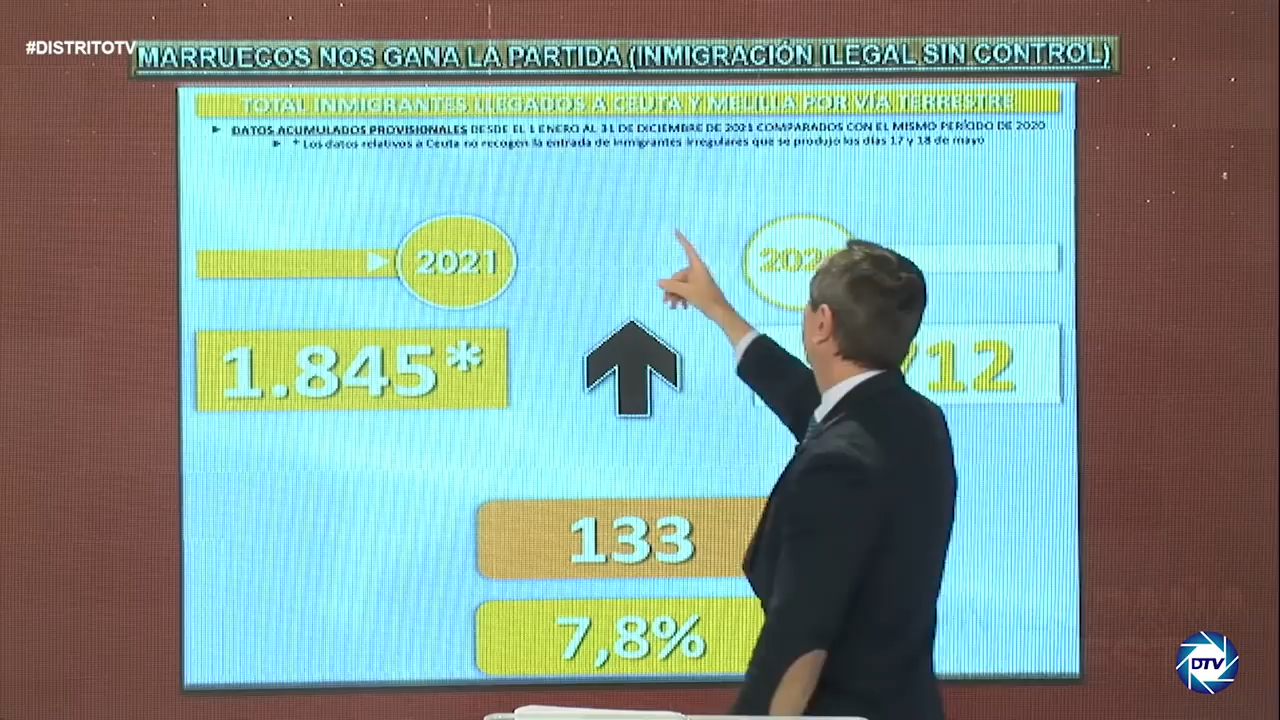 #DISTRITOTV
MARRUECOS NOS GANA LA PARTIDA (INMIGRACIÓN ILEGAL SIN CONTROL)
TOTAL INMIGRANTES LLEGADOS A CEUTA Y MELILLA POR VÍA TERRESTRE
DATOS ACUMULADOS PROVISIONALES DESDE EL 1 ENERO AL 31 DE DICIEMBRE DE 2021 COMPARADOS CON EL MISMO PERÍODO DE 2020
* Los datos relativos a Ceuta no recogen la entrada de inmigrantes irregulares que se produjo los días 17 y 18 de mayo
2021
1.845*
712
133
7,8%
DTV